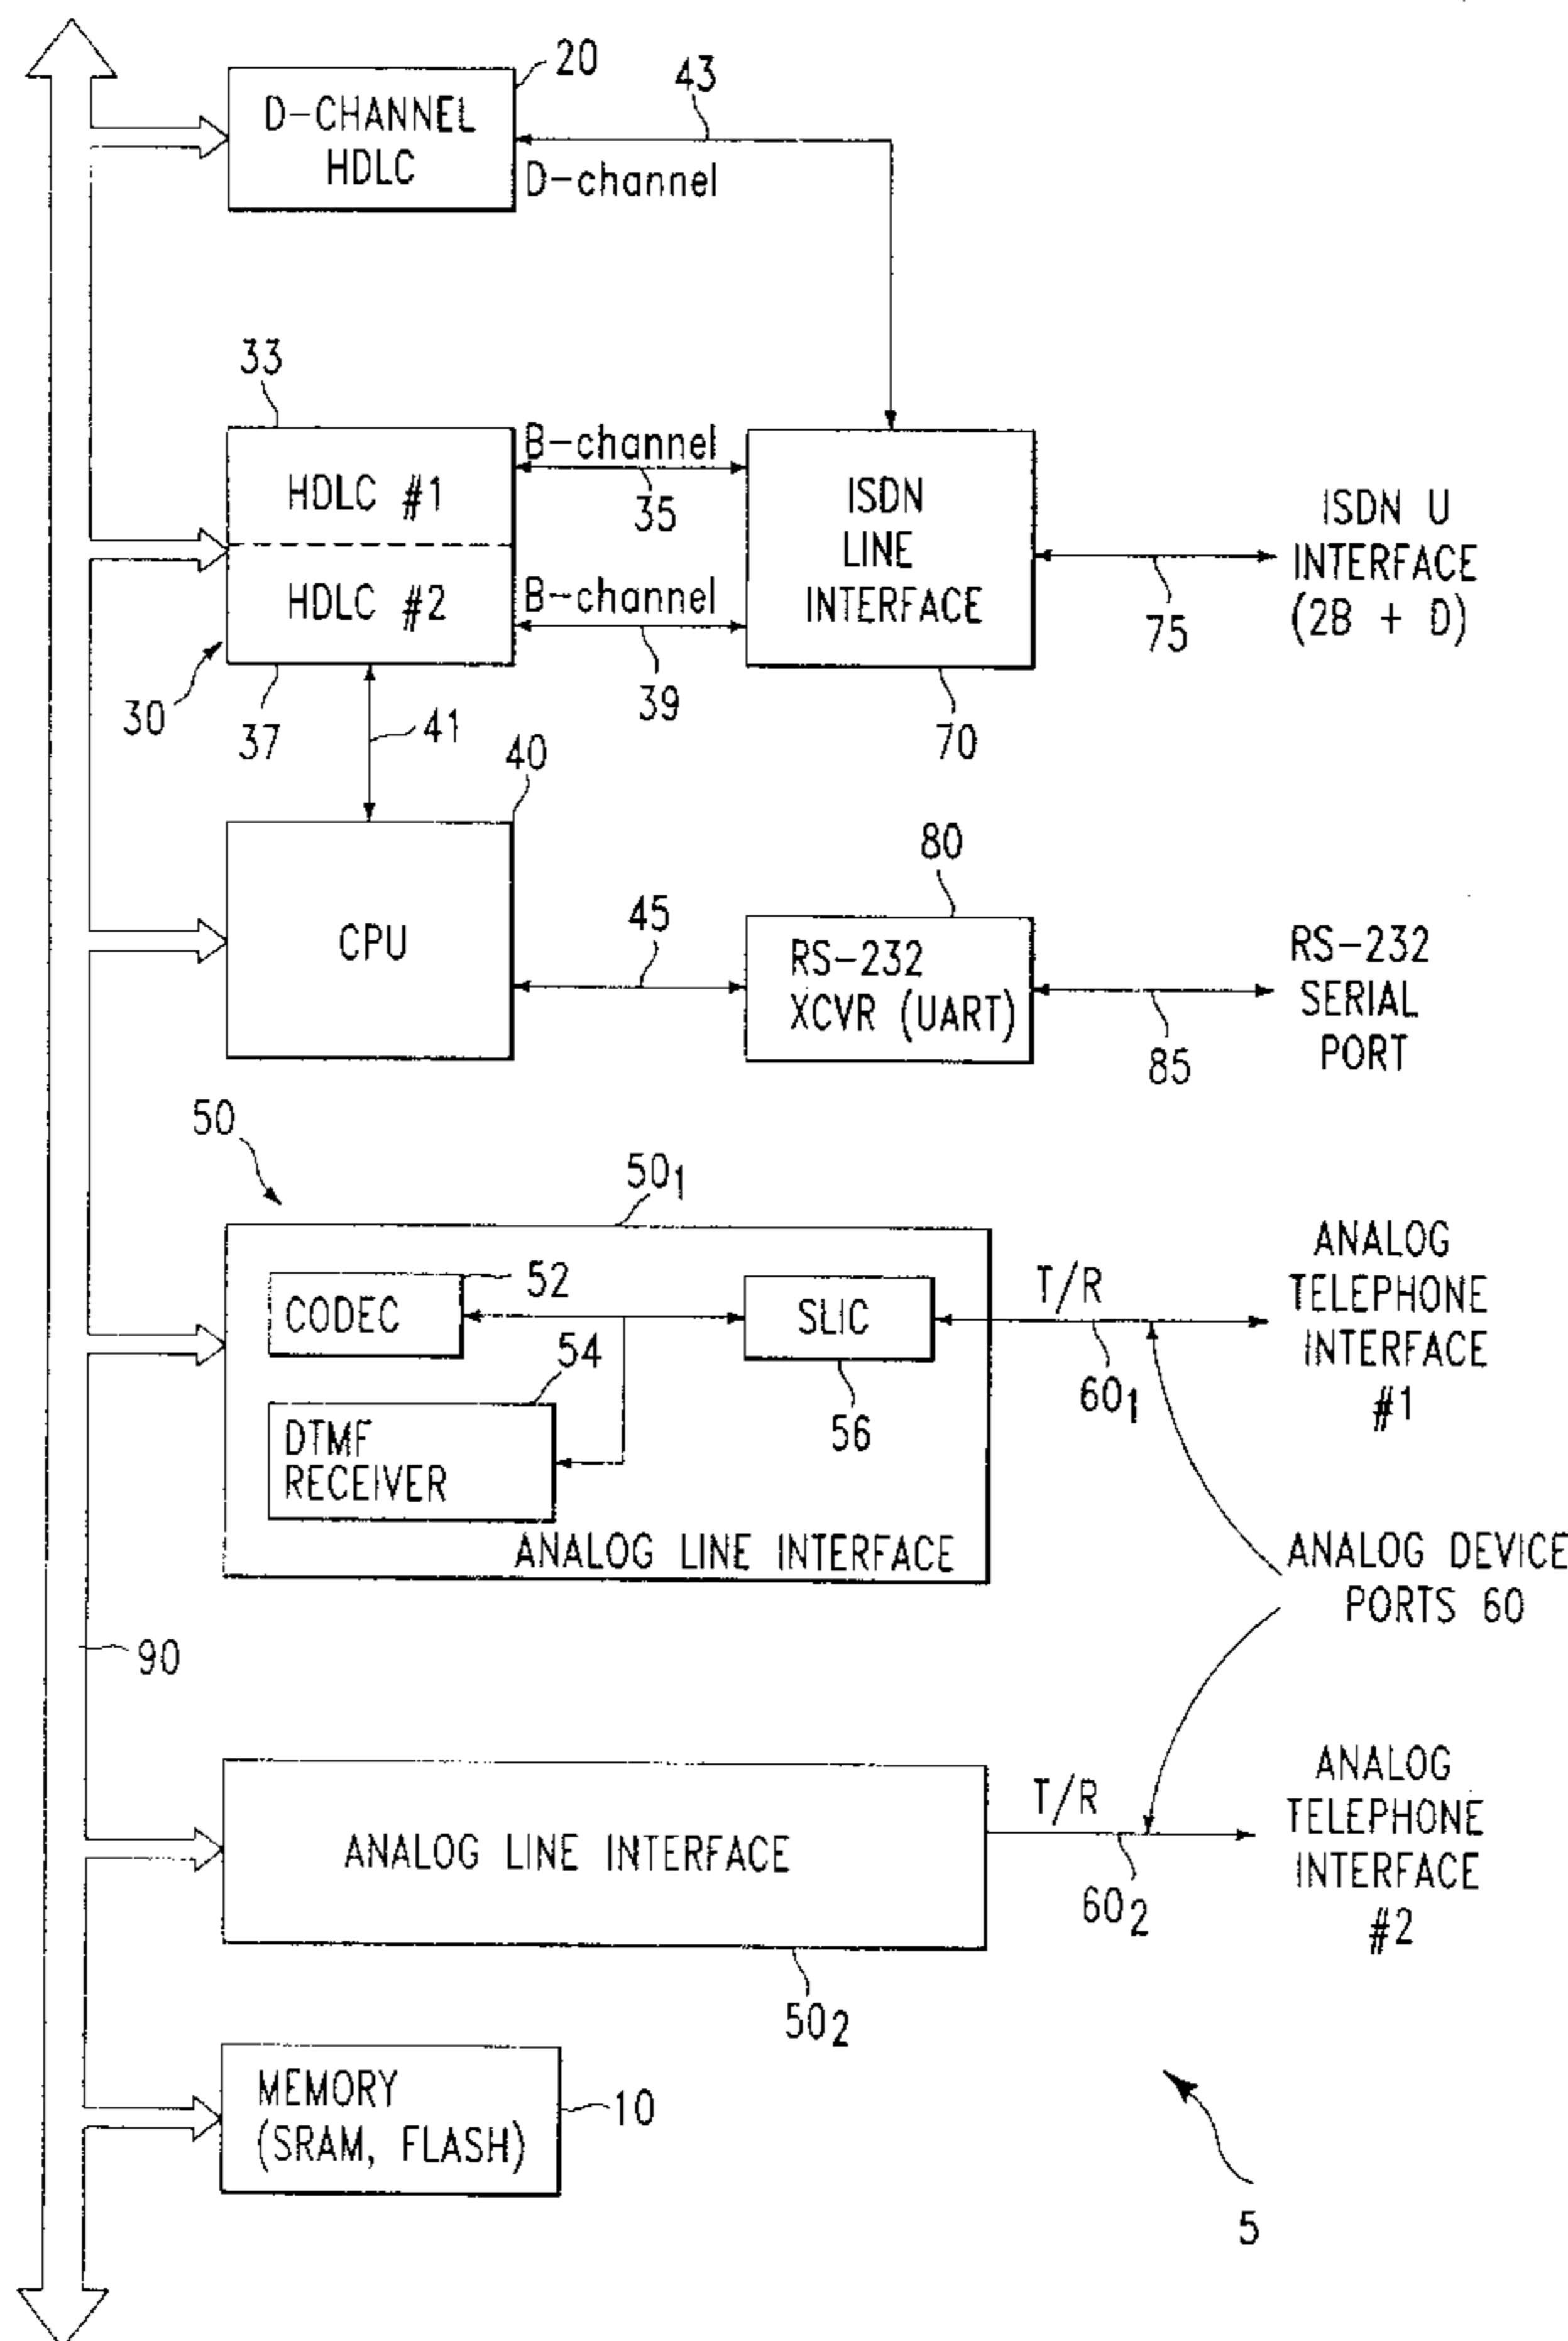 20
43
D-CHANNEL
HDLC
D-channel
33
B-channel
HDLC #1
35
ISDN
LINE
INTERFACE
ISDN U
INTERFACE
(2B + D)
HDLC #2
B-channel
75
30
37
41
39
70
40
80
CPU
45
RS-232
XCVR (UART)
RS-232
SERIAL
PORT
85
50
50₁
CODEC
52
SLIC
T/R
ANALOG
TELEPHONE
INTERFACE
#1
54
56
60₁
DTMF
RECEIVER
ANALOG LINE INTERFACE
ANALOG DEVICE
PORTS 60
90
ANALOG LINE INTERFACE
T/R
ANALOG
TELEPHONE
INTERFACE
#2
60₂
50₂
MEMORY
(SRAM, FLASH)
10
5